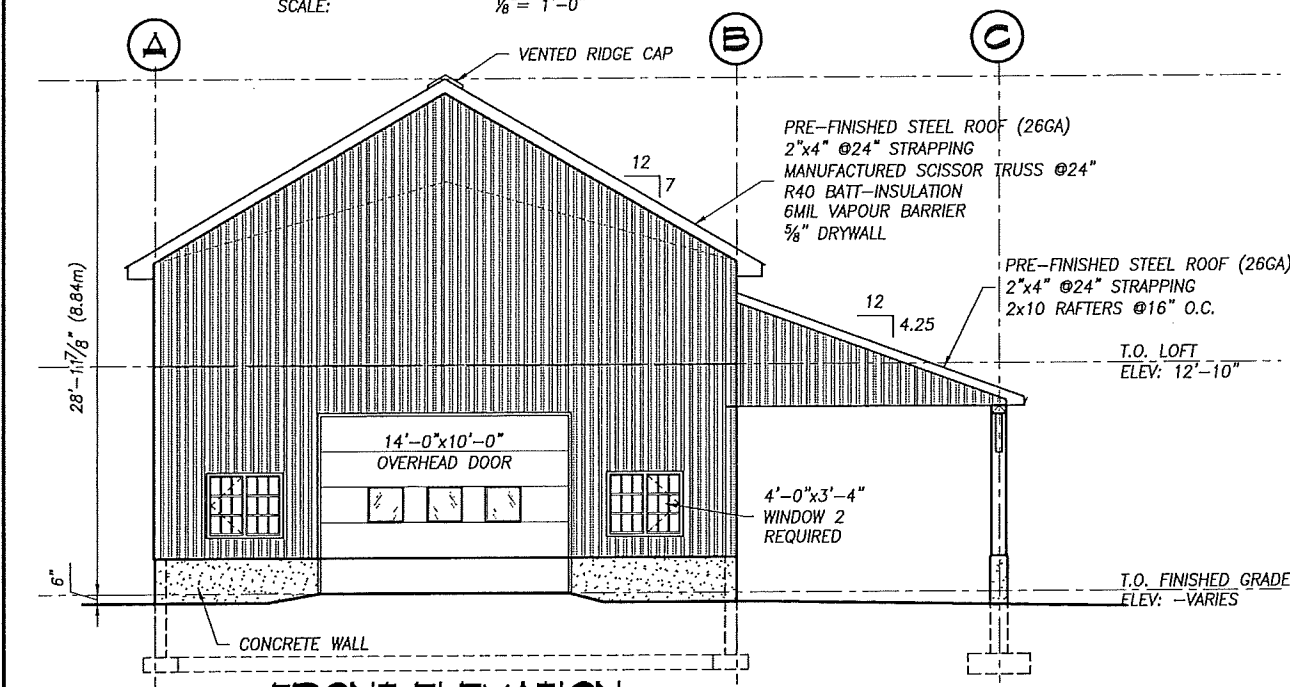 SCALE: ⅛ = 1'-0
A
B
C
VENTED RIDGE CAP
PRE-FINISHED STEEL ROOF (26GA)
2"x4" @24" STRAPPING
MANUFACTURED SCISSOR TRUSS @24"
R40 BATT-INSULATION
6MIL VAPOUR BARRIER
⅝" DRYWALL
12
7
PRE-FINISHED STEEL ROOF (26GA)
2"x4" @24" STRAPPING
2x10 RAFTERS @16" O.C.
12
4.25
28'-11⅞" (8.84m)
T.O. LOFT
ELEV: 12'-10"
14'-0"x10'-0"
OVERHEAD DOOR
4'-0"x3'-4"
WINDOW 2
REQUIRED
6"
T.O. FINISHED GRADE
ELEV: -VARIES
CONCRETE WALL
FRONT ELEVATION